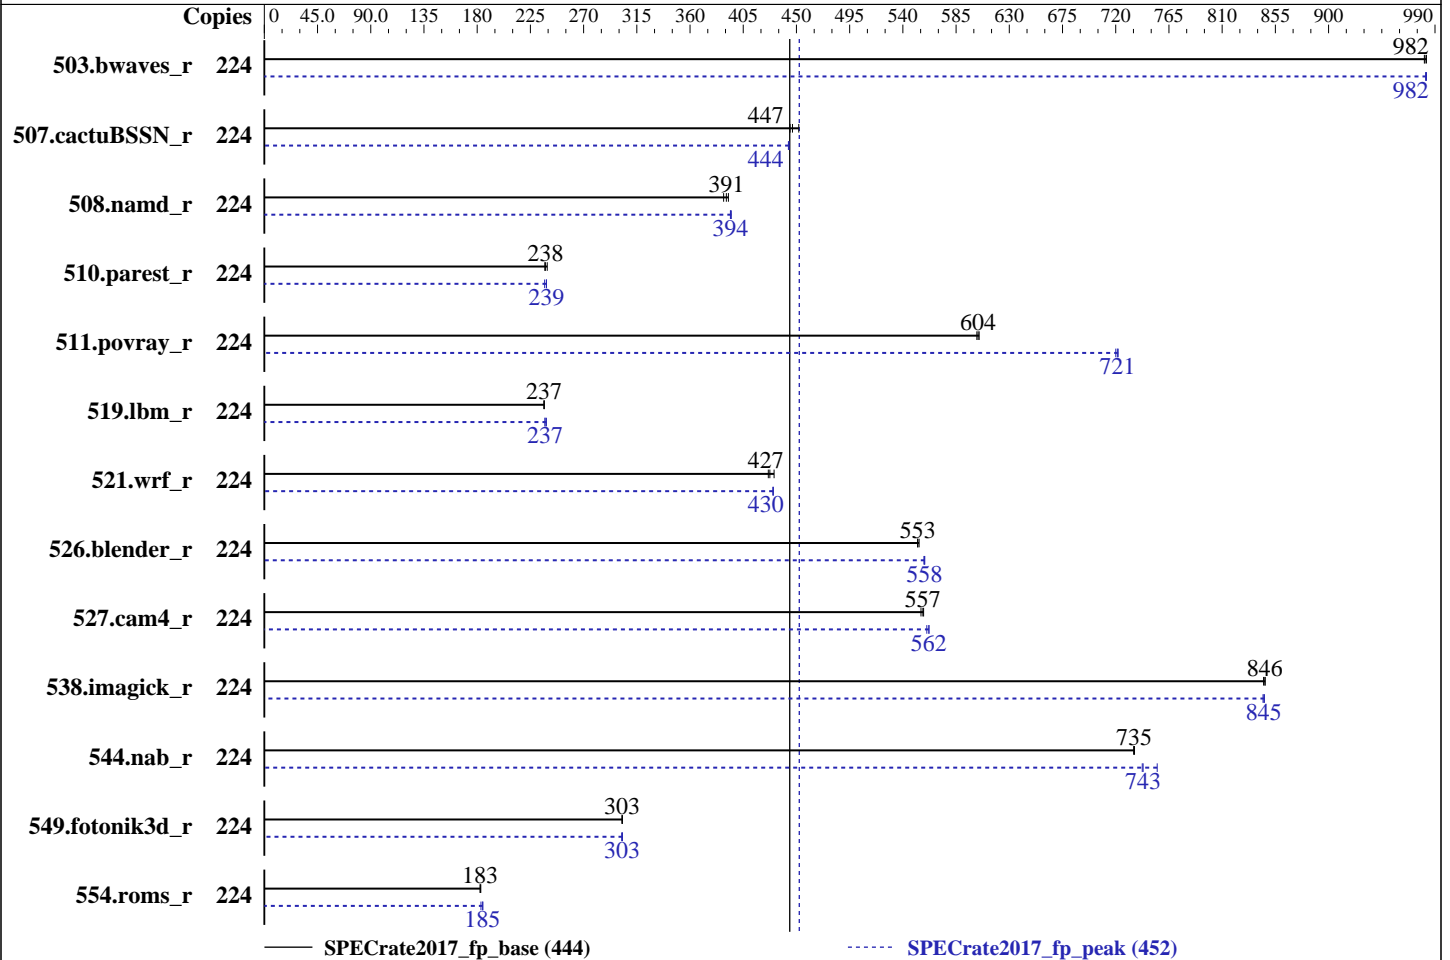 Copies 0 45.0 90.0 135 180 225 270 315 360 405 450 495 540 585 630 675 720 765 810 855 900 990
503.bwaves_r 224 982
982
507.cactuBSSN_r 224 447
444
508.namd_r 224 391
394
510.parest_r 224 238
239
511.povray_r 224 604
721
519.lbm_r 224 237
237
521.wrf_r 224 427
430
526.blender_r 224 553
558
527.cam4_r 224 557
562
538.imagick_r 224 846
845
544.nab_r 224 735
743
549.fotonik3d_r 224 303
303
554.roms_r 224 183
185
SPECrate2017_fp_base (444) SPECrate2017_fp_peak (452)